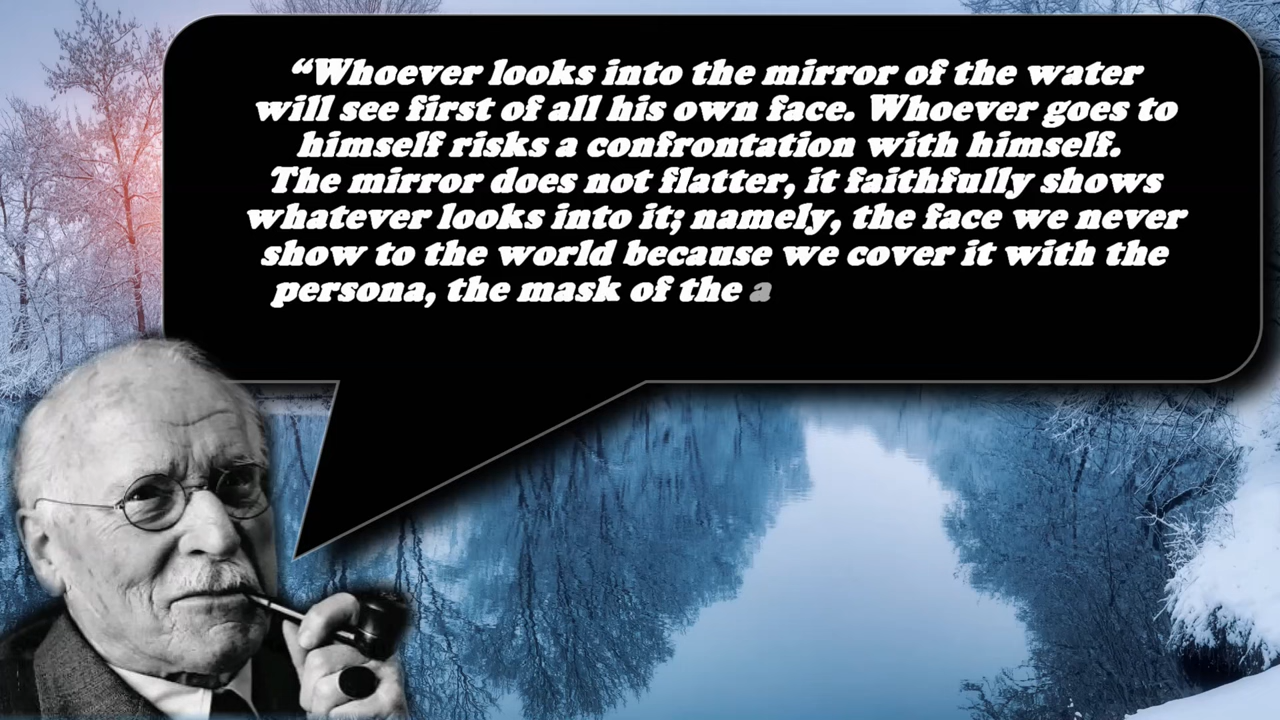 “Whoever looks into the mirror of the water
will see first of all his own face. Whoever goes to
himself risks a confrontation with himself.
The mirror does not flatter, it faithfully shows
whatever looks into it; namely, the face we never
show to the world because we cover it with the
persona, the mask of the a